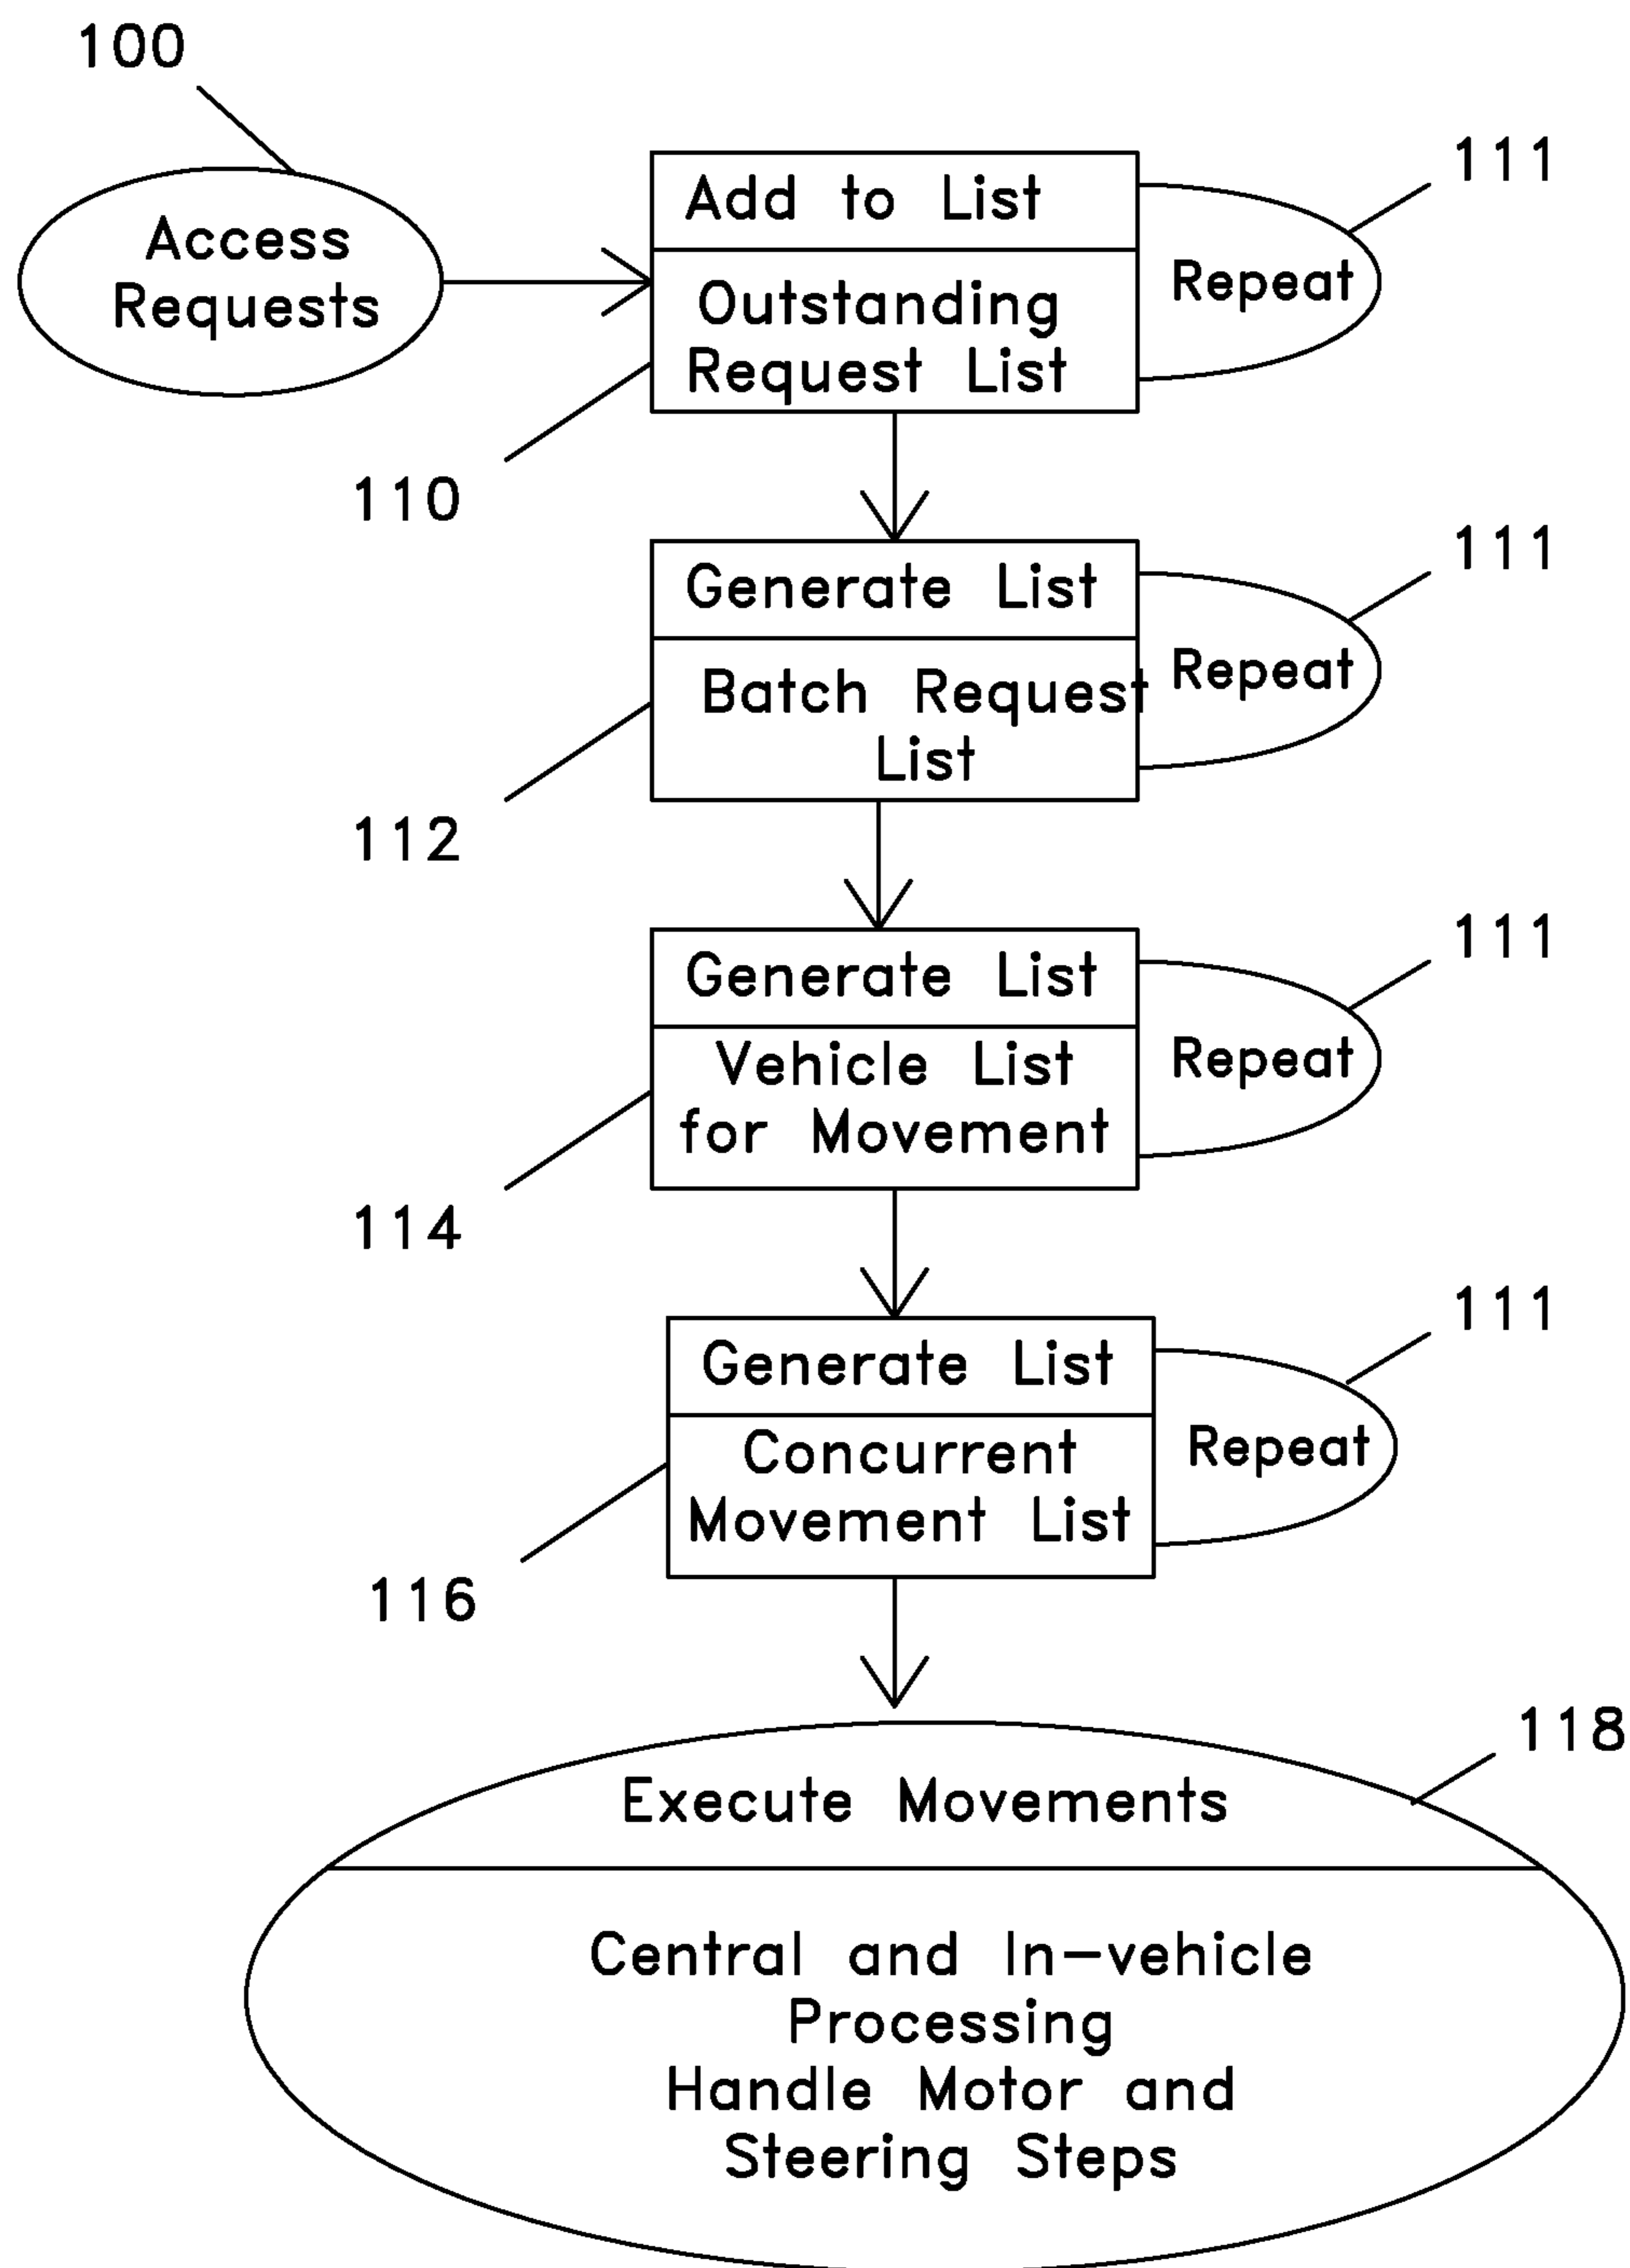 100
Access
Requests
Add to List
Outstanding
Request List
Repeat
111
110
Generate List
Batch Request
List
Repeat
111
112
Generate List
Vehicle List
for Movement
Repeat
111
114
Generate List
Concurrent
Movement List
Repeat
111
116
118
Execute Movements
Central and In-vehicle
Processing
Handle Motor and
Steering Steps